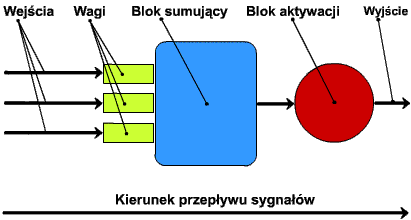 Wejścia Wagi Blok sumujący Blok aktywacji Wyjście
Kierunek przepływu sygnałów